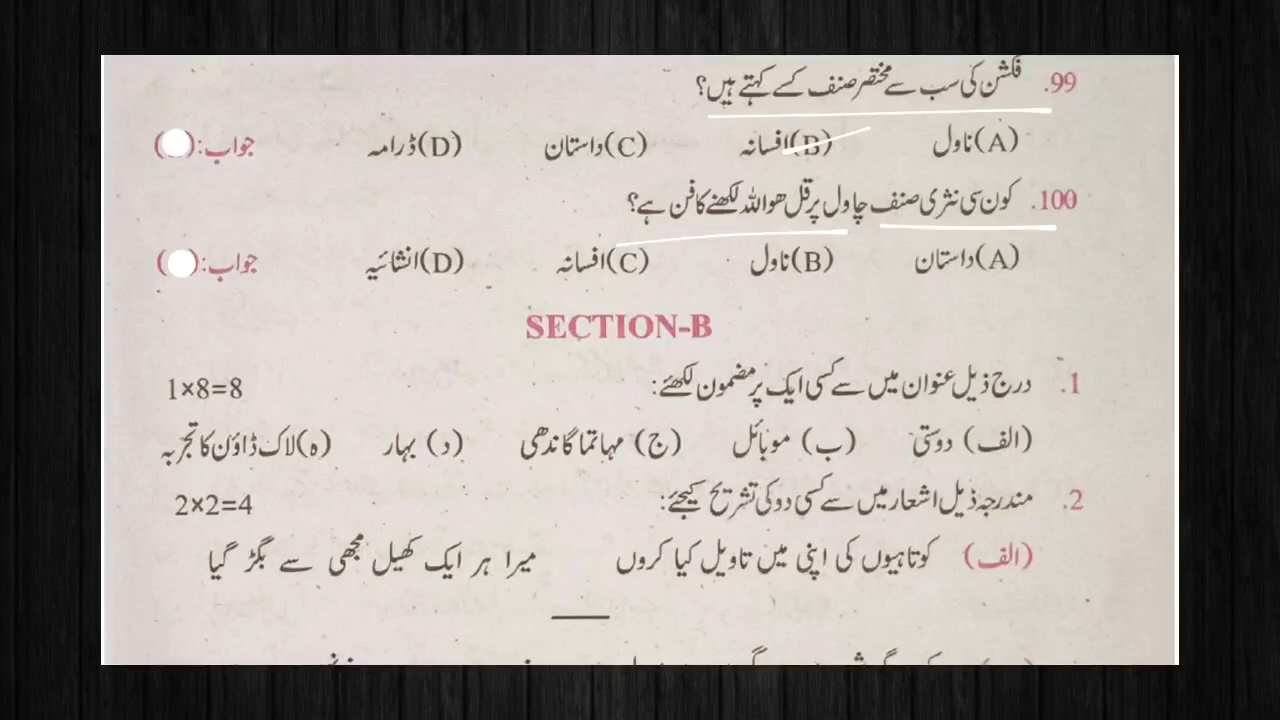 99. فکشن کی سب سے مختصر صنف کسے کہتے ہیں؟
(A) ناول (B) افسانہ (C) داستان (D) ڈرامہ جواب: ( )
100. کون سی نثری صنف چاول پر قل ھو اللہ لکھنے کا فن ہے؟
(A) داستان (B) ناول (C) افسانہ (D) انشائیہ جواب: ( )
SECTION-B
1. درج ذیل عنوان میں سے کسی ایک پر مضمون لکھئے: 1×8=8
(الف) دوستی (ب) موبائل (ج) مہاتما گاندھی (د) بہار (ہ) لاک ڈاؤن کا تجربہ
2. مندرجہ ذیل اشعار میں سے کسی دو کی تشریح کیجئے: 2×2=4
(الف) کوتاہیوں کی اپنی میں تاویل کیا کروں میرا ہر ایک کھیل مجھی سے بگڑ گیا